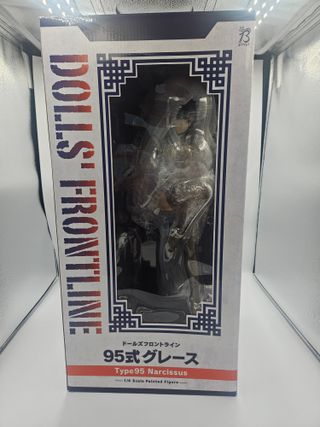 DOLLS' FRONTLINE
ドールズフロントライン
95式 グレース
Type95 Narcissus
1/8 Scale Painted Figure